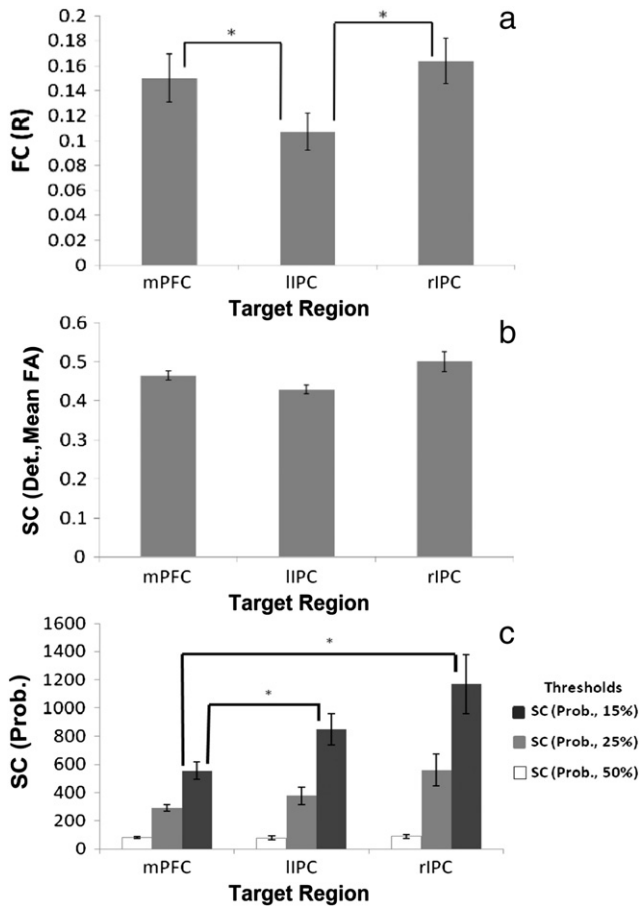 a
0.2
0.18
0.16
0.14
0.12
0.1
0.08
0.06
0.04
0.02
0
FC (R)
*
*
mPFC lIPC rIPC
Target Region
b
0.6
0.5
0.4
0.3
0.2
0.1
0
SC (Det.,Mean FA)
mPFC lIPC rIPC
Target Region
c
1600
1400
1200
1000
800
600
400
200
0
SC (Prob.)
*
*
mPFC lIPC rIPC
Target Region
Thresholds
SC (Prob., 15%)
SC (Prob., 25%)
SC (Prob., 50%)